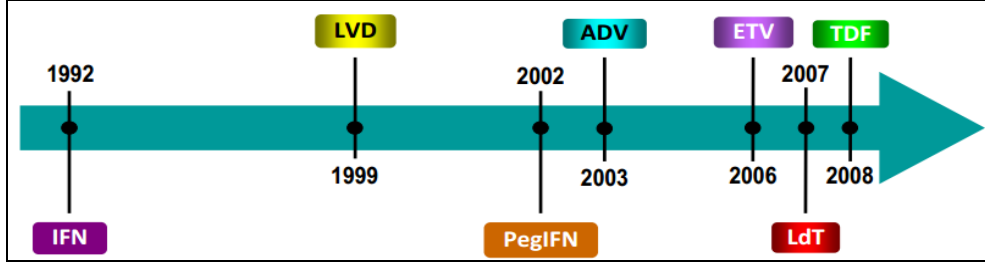 LVD ADV ETV TDF
1992 2002 2007
1999 2003 2006 2008
IFN PegIFN LdT